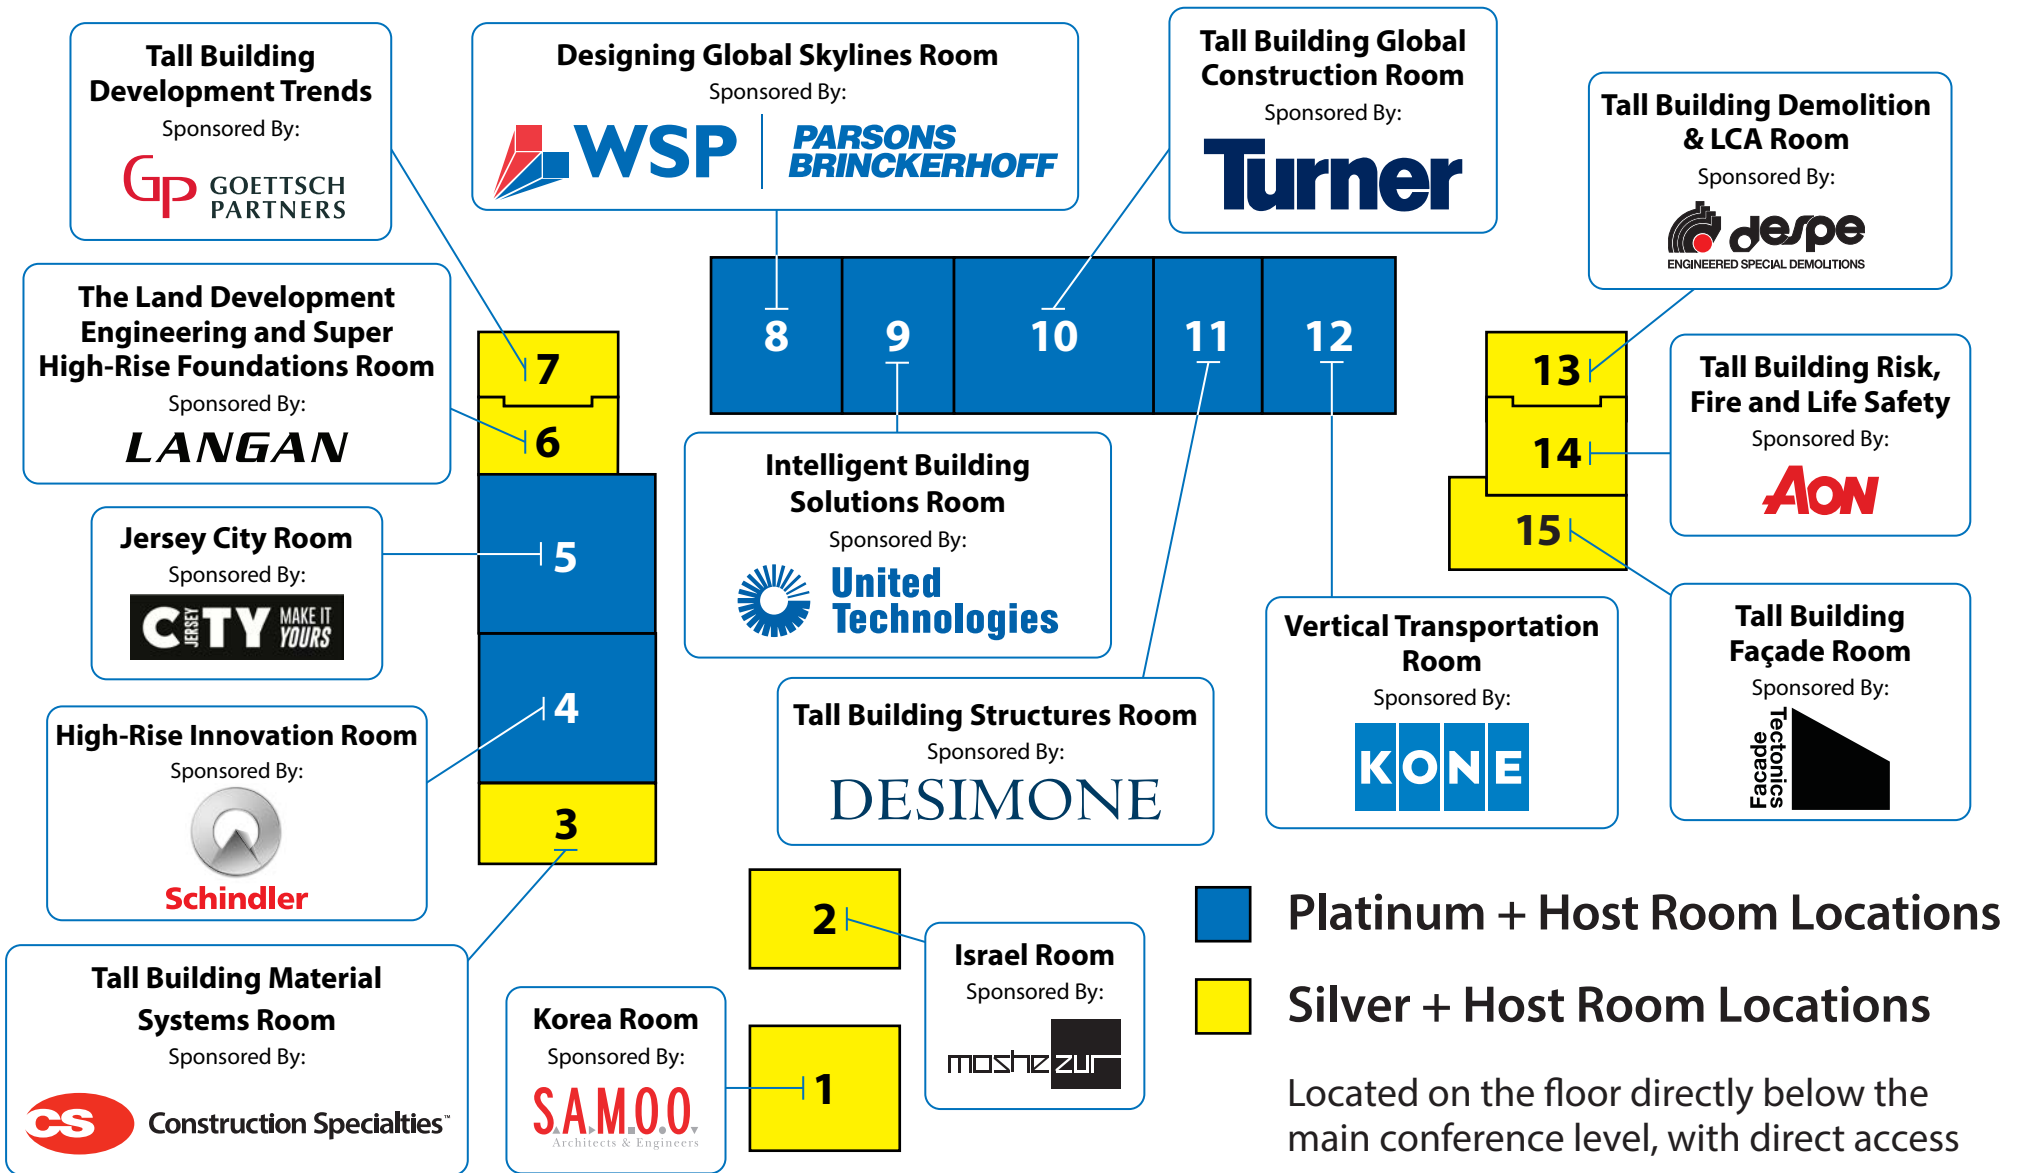 Tall Building
Development Trends
Sponsored By:
GP GOETTSCH
PARTNERS
Designing Global Skylines Room
Sponsored By:
WSP
PARSONS
BRINCKERHOFF
Tall Building Global
Construction Room
Sponsored By:
Turner
Tall Building Demolition
& LCA Room
Sponsored By:
despe
ENGINEERED SPECIAL DEMOLITIONS
The Land Development
Engineering and Super
High-Rise Foundations Room
Sponsored By:
LANGAN
7
6
5
4
3
8
9
10
11
12
13
14
15
Tall Building Risk,
Fire and Life Safety
Sponsored By:
AON
Jersey City Room
Sponsored By:
JERSEY
CITY
MAKE IT
YOURS
Intelligent Building
Solutions Room
Sponsored By:
United
Technologies
Vertical Transportation
Room
Sponsored By:
KONE
Tall Building
Façade Room
Sponsored By:
Facade
Tectonics
High-Rise Innovation Room
Sponsored By:
Schindler
Tall Building Structures Room
Sponsored By:
DESIMONE
Tall Building Material
Systems Room
Sponsored By:
CS Construction Specialties™
Korea Room
Sponsored By:
S.A.M.O.O.
Architects & Engineers
2
1
Israel Room
Sponsored By:
moshe zur
Platinum + Host Room Locations
Silver + Host Room Locations
Located on the floor directly below the
main conference level, with direct access